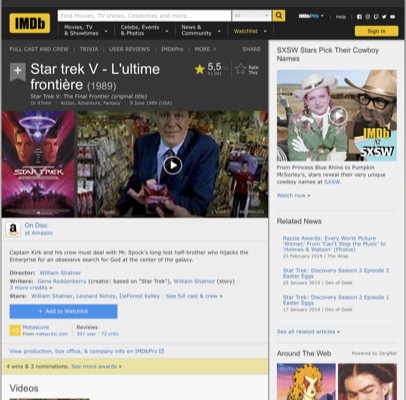 IMDb
Find Movies, TV shows, Celebrities and more...
All
IMDbPro
Help
Movies, TV
& Showtimes
Celebs, Events
& Photos
News &
Community
Watchlist
Sign in
FULL CAST AND CREW | TRIVIA | USER REVIEWS | IMDbPro | MORE
SHARE
Star trek V - L'ultime
frontière (1989)
Star Trek V: The Final Frontier (original title)
1h 47min | Action, Adventure, Fantasy | 9 June 1989 (USA)
5,5
Rate
This
STAR TREK
a
On Disc
at Amazon
Captain Kirk and his crew must deal with Mr. Spock's long-lost half-brother who hijacks the
Enterprise for an obsessive search for God at the center of the galaxy.
Director: William Shatner
Writers: Gene Roddenberry (creator: based on "Star Trek"), William Shatner (story)
3 more credits »
Stars: William Shatner, Leonard Nimoy, DeForest Kelley | See full cast & crew »
+ Add to Watchlist
43
Metascore
From metacritic.com
Reviews
307 user | 72 critic
View production, box office, & company info on IMDbPro
4 wins & 3 nominations. See more awards »
Videos
SXSW Stars Pick Their Cowboy
Names
IMDb
at
SXSW
From Princess Blue Rhino to Pumpkin
McSorley's, stars reveal their very unique
cowboy names at SXSW.
Watch now »
Related News
Razzie Awards: Every Worst Picture
'Winner,' From 'Can't Stop the Music' to
'Holmes & Watson' (Photos)
23 February 2019 | The Wrap
Star Trek: Discovery Season 2 Episode 2
Easter Eggs
25 January 2019 | Den of Geek
Star Trek: Discovery Season 2 Episode 1
Easter Eggs
17 January 2019 | Den of Geek
See all related articles »
Around The Web
Powered by ZergNet